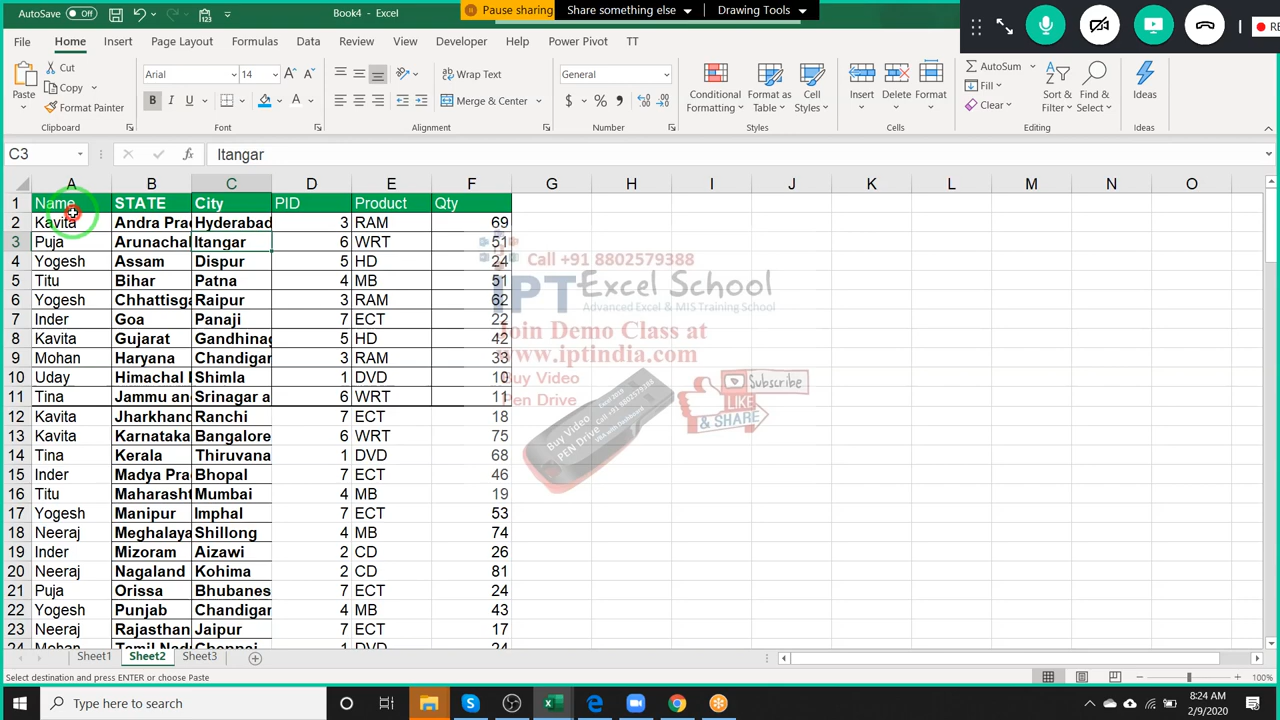 AutoSave Off
Book4 - Excel
Pause sharing
Share something else
Drawing Tools
File Home Insert Page Layout Formulas Data Review View Developer Help Power Pivot TT
Cut
Copy
Format Painter
Paste
Clipboard
Arial 14
B I U
Font
Wrap Text
Merge & Center
Alignment
General
$ % ,
Number
Conditional Formatting
Format as Table
Cell Styles
Styles
Insert Delete Format
Cells
AutoSum
Fill
Clear
Sort & Filter
Find & Select
Editing
Ideas
Ideas
C3 fx Itangar
A B C D E F G H I J K L M N O
1 Name STATE City PID Product Qty
2 Kavita Andra Prac Hyderabad 3 RAM 69
3 Puja Arunachal Itangar 6 WRT 51
4 Yogesh Assam Dispur 5 HD 24
5 Titu Bihar Patna 4 MB 51
6 Yogesh Chhattisga Raipur 3 RAM 62
7 Inder Goa Panaji 7 ECT 22
8 Kavita Gujarat Gandhinag 5 HD 42
9 Mohan Haryana Chandigar 3 RAM 33
10 Uday Himachal Shimla 1 DVD 10
11 Tina Jammu an Srinagar a 6 WRT 11
12 Kavita Jharkhand Ranchi 7 ECT 18
13 Kavita Karnataka Bangalore 6 WRT 75
14 Tina Kerala Thiruvana 1 DVD 68
15 Inder Madya Prac Bhopal 7 ECT 46
16 Titu Maharasht Mumbai 4 MB 19
17 Yogesh Manipur Imphal 7 ECT 53
18 Neeraj Meghalaya Shillong 4 MB 74
19 Inder Mizoram Aizawi 2 CD 26
20 Neeraj Nagaland Kohima 2 CD 81
21 Puja Orissa Bhubanes 7 ECT 24
22 Yogesh Punjab Chandigar 4 MB 43
23 Neeraj Rajasthan Jaipur 7 ECT 17
24 Mohan Tamil Nad Chennai 1 DVD 24
Call +91 8802579388
IPT Excel School
Advanced Excel & MIS Training School
Join Demo Class at
www.iptindia.com
Buy Video
Pen Drive
Buy Video
PEN Drive
Subscribe
LIKE
& SHARE
Sheet1 Sheet2 Sheet3
Select destination and press ENTER or choose Paste
100%
Type here to search
8:24 AM
2/9/2020